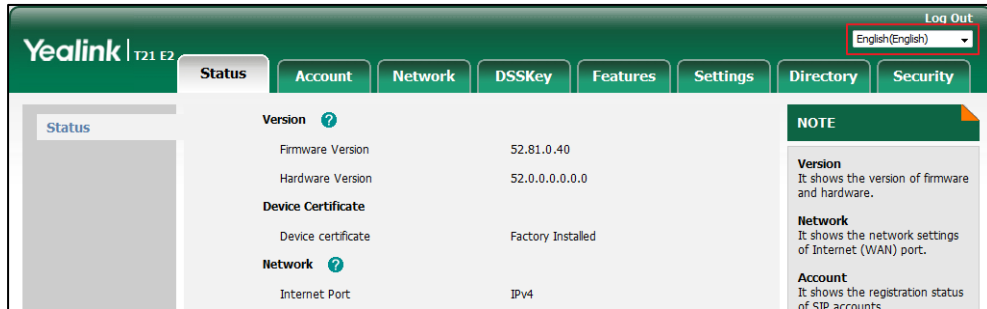 Log Out
English(English)
Yealink | T21 E2
Status Account Network DSSKey Features Settings Directory Security
Status
Version ?
Firmware Version 52.81.0.40
Hardware Version 52.0.0.0.0.0.0
Device Certificate
Device certificate Factory Installed
Network ?
Internet Port IPv4
NOTE
Version
It shows the version of firmware
and hardware.
Network
It shows the network settings
of Internet (WAN) port.
Account
It shows the registration status
of SIP accounts.